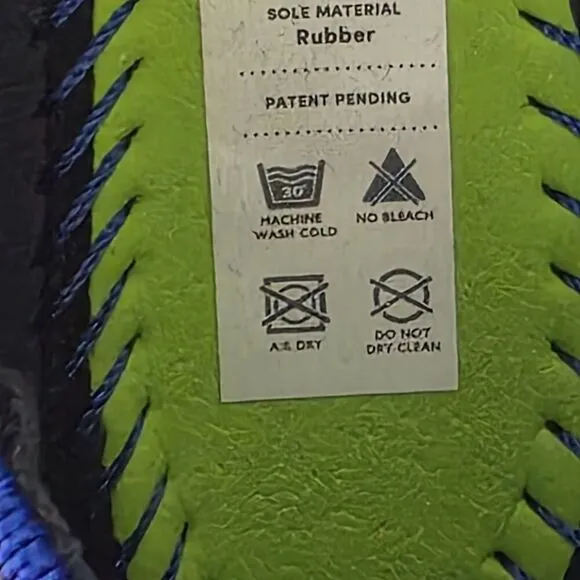 SOLE MATERIAL
Rubber
PATENT PENDING
30°
MACHINE
WASH COLD
NO BLEACH
AIR DRY
DO NOT
DRY CLEAN